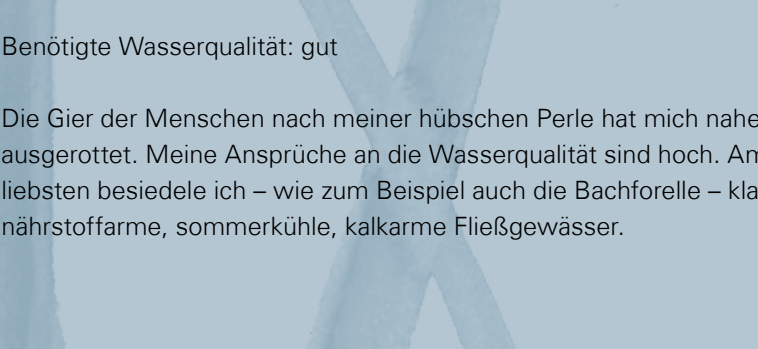 Benötigte Wasserqualität: gut
Die Gier der Menschen nach meiner hübschen Perle hat mich nahe
ausgerottet. Meine Ansprüche an die Wasserqualität sind hoch. Am
liebsten besiedele ich – wie zum Beispiel auch die Bachforelle – kla
nährstoffarme, sommerkühle, kalkarme Fließgewässer.